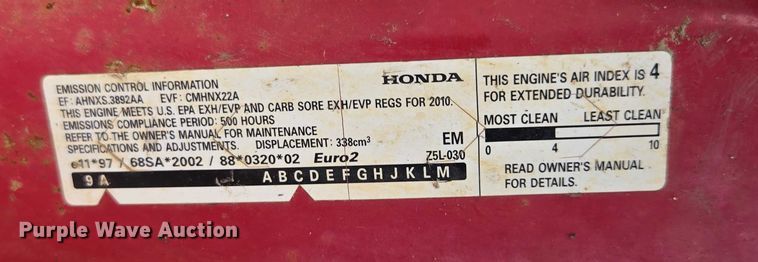 EMISSION CONTROL INFORMATION
HONDA
EF: AHNXS.3892AA EVF: CMHNX22A
THIS ENGINE MEETS U.S. EPA EXH/EVP AND CARB SORE EXH/EVP REGS FOR 2010.
EMISSIONS COMPLIANCE PERIOD: 500 HOURS
REFER TO THE OWNER'S MANUAL FOR MAINTENANCE
SPECIFICATIONS AND ADJUSTMENTS. Displacement: 338cm³
EM
e11*97 / 68SA*2002 / 88*0320*02 Euro2 Z5L-030
9 A A B C D E F G H J K L M
THIS ENGINE'S AIR INDEX IS 4
FOR EXTENDED DURABILITY.
MOST CLEAN LEAST CLEAN
0 4 10
READ OWNER'S MANUAL
FOR DETAILS.
Purple Wave Auction